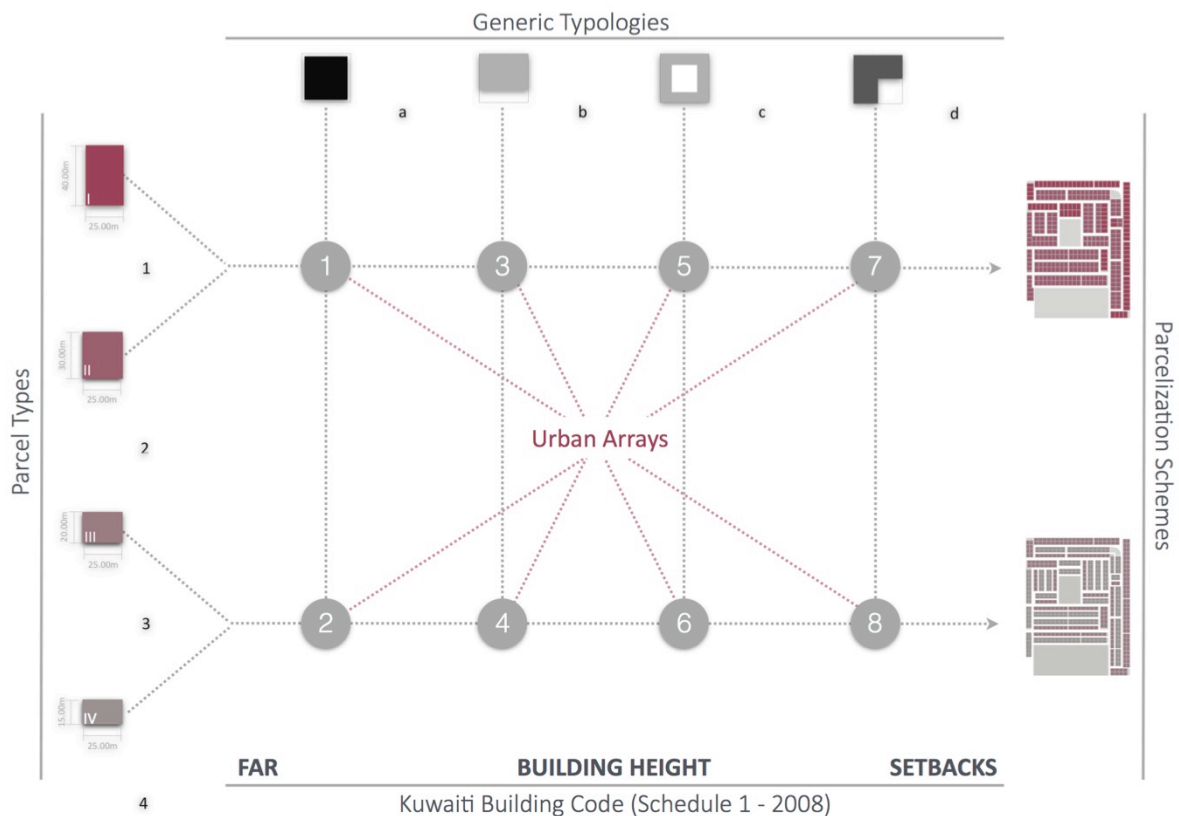 Generic Typologies
a
b
c
d
Parcel Types
40.00m
I
25.00m
1
30.00m
II
25.00m
2
20.00m
III
25.00m
3
15.00m
IV
25.00m
4
1
3
5
7
Urban Arrays
2
4
6
8
Parcelization Schemes
FAR
BUILDING HEIGHT
SETBACKS
Kuwaiti Building Code (Schedule 1 - 2008)